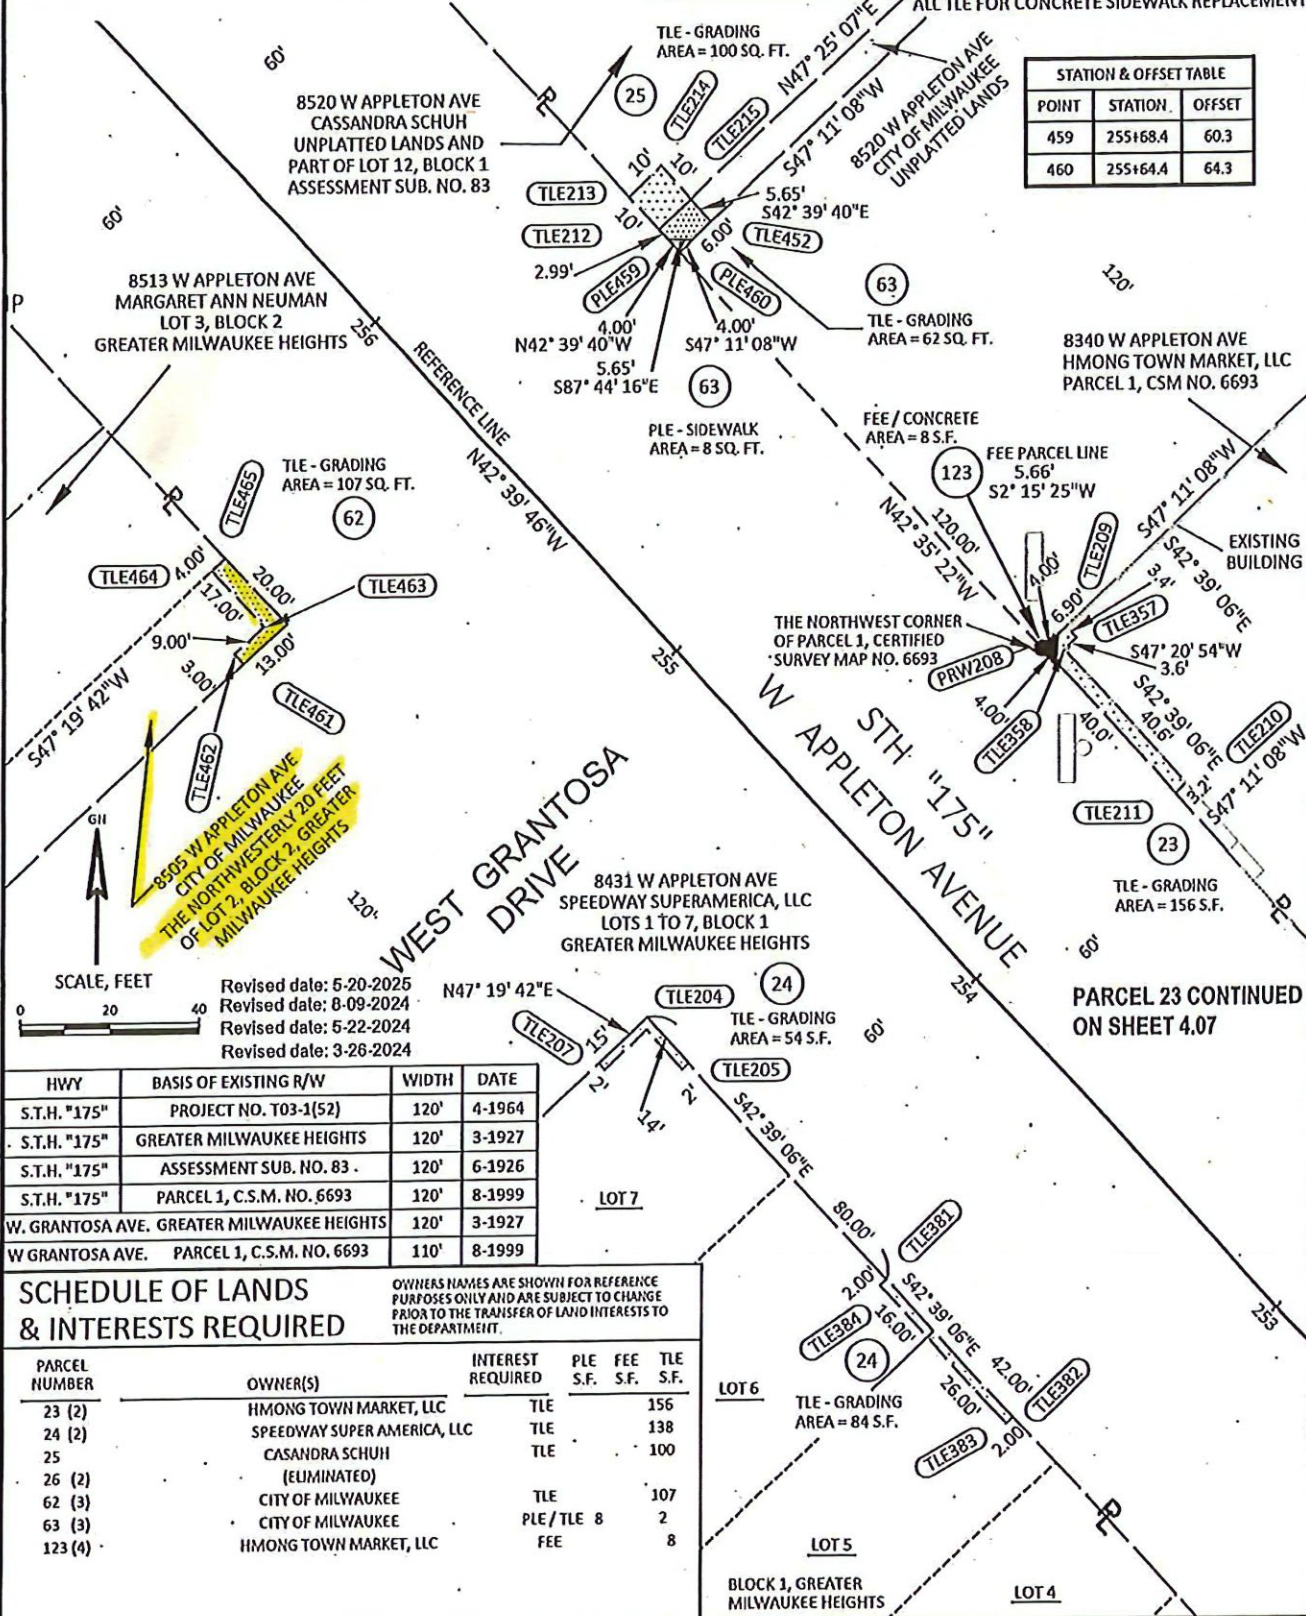 ALL TLE FOR CONCRETE SIDEWALK REPLACEMENT
STATION & OFFSET TABLE
POINT STATION. OFFSET
459 255+68.4 60.3
460 255+64.4 64.3
60'
PL
TLE - GRADING
AREA = 100 SQ. FT.
25
TLE214
TLE215
N47° 25' 07"E
S47° 11' 08"W
8520 W APPLETON AVE
CITY OF MILWAUKEE
UNPLATTED LANDS
8520 W APPLETON AVE
CASSANDRA SCHUH
UNPLATTED LANDS AND
PART OF LOT 12, BLOCK 1
ASSESSMENT SUB. NO. 83
TLE213
TLE212
10'
10'
10'
5.65'
S42° 39' 40"E
6.00'
TLE452
2.99'
PLE459
PLE460
4.00'
N42° 39' 40"W
4.00'
S47° 11' 08"W
5.65'
S87° 44' 16"E
63
TLE - GRADING
AREA = 62 SQ. FT.
63
PLE - SIDEWALK
AREA = 8 SQ. FT.
120'
60'
8513 W APPLETON AVE
MARGARET ANN NEUMAN
LOT 3, BLOCK 2
GREATER MILWAUKEE HEIGHTS
P
256
REFERENCE LINE
N42° 39' 46"W
8340 W APPLETON AVE
HMONG TOWN MARKET, LLC
PARCEL 1, CSM NO. 6693
FEE / CONCRETE
AREA = 8 S.F.
123
FEE PARCEL LINE
5.66'
S2° 15' 25"W
120.00'
N42° 35' 22"W
S47° 11' 08"W
EXISTING
BUILDING
S42° 39' 06"E
TLE209
4.00'
6.90'
3.4'
TLE357
S47° 20' 54"W
3.6'
THE NORTHWEST CORNER
OF PARCEL 1, CERTIFIED
SURVEY MAP NO. 6693
PRW208
4.00'
TLE358
40.0'
S42° 39' 06"E
40.6'
TLE210
S47° 11' 08"W
3.2'
TLE211
23
TLE - GRADING
AREA = 156 S.F.
PL
60'
PARCEL 23 CONTINUED
ON SHEET 4.07
PL
TLE465
TLE - GRADING
AREA = 107 SQ. FT.
62
TLE464
4.00'
20.00'
17.00'
TLE463
9.00'
13.00'
3.00'
TLE461
TLE462
S47° 19' 42"W
8505 W APPLETON AVE
CITY OF MILWAUKEE
THE NORTHWESTERLY 20 FEET
OF LOT 2, BLOCK 2, GREATER
MILWAUKEE HEIGHTS
120'
255
WEST GRANTOSA
DRIVE
STH "175"
W APPLETON AVENUE
GN
SCALE, FEET
0 20 40
Revised date: 5-20-2025
Revised date: 8-09-2024
Revised date: 5-22-2024
Revised date: 3-26-2024
8431 W APPLETON AVE
SPEEDWAY SUPERAMERICA, LLC
LOTS 1 TO 7, BLOCK 1
GREATER MILWAUKEE HEIGHTS
N47° 19' 42"E
TLE204
24
TLE - GRADING
AREA = 54 S.F.
TLE207
15'
2'
TLE205
2'
14'
S42° 39' 06"E
60'
254
HWY BASIS OF EXISTING R/W WIDTH DATE
S.T.H. "175" PROJECT NO. T03-1(52) 120' 4-1964
S.T.H. "175" GREATER MILWAUKEE HEIGHTS 120' 3-1927
S.T.H. "175" ASSESSMENT SUB. NO. 83 . 120' 6-1926
S.T.H. "175" PARCEL 1, C.S.M. NO. 6693 120' 8-1999
W. GRANTOSA AVE. GREATER MILWAUKEE HEIGHTS 120' 3-1927
W GRANTOSA AVE. PARCEL 1, C.S.M. NO. 6693 110' 8-1999
LOT 7
80.00'
TLE381
2.00'
S42° 39' 06"E
16.00'
TLE384
24
42.00'
TLE382
26.00'
TLE - GRADING
AREA = 84 S.F.
TLE383
2.00'
253
PL
LOT 6
LOT 5
LOT 4
BLOCK 1, GREATER
MILWAUKEE HEIGHTS
SCHEDULE OF LANDS
& INTERESTS REQUIRED
OWNERS NAMES ARE SHOWN FOR REFERENCE
PURPOSES ONLY AND ARE SUBJECT TO CHANGE
PRIOR TO THE TRANSFER OF LAND INTERESTS TO
THE DEPARTMENT.
PARCEL NUMBER OWNER(S) INTEREST REQUIRED PLE S.F. FEE S.F. TLE S.F.
23 (2) HMONG TOWN MARKET, LLC TLE 156
24 (2) SPEEDWAY SUPER AMERICA, LLC TLE 138
25 CASANDRA SCHUH TLE 100
26 (2) (ELIMINATED)
62 (3) CITY OF MILWAUKEE TLE 107
63 (3) CITY OF MILWAUKEE PLE/TLE 8 2
123 (4) HMONG TOWN MARKET, LLC FEE 8